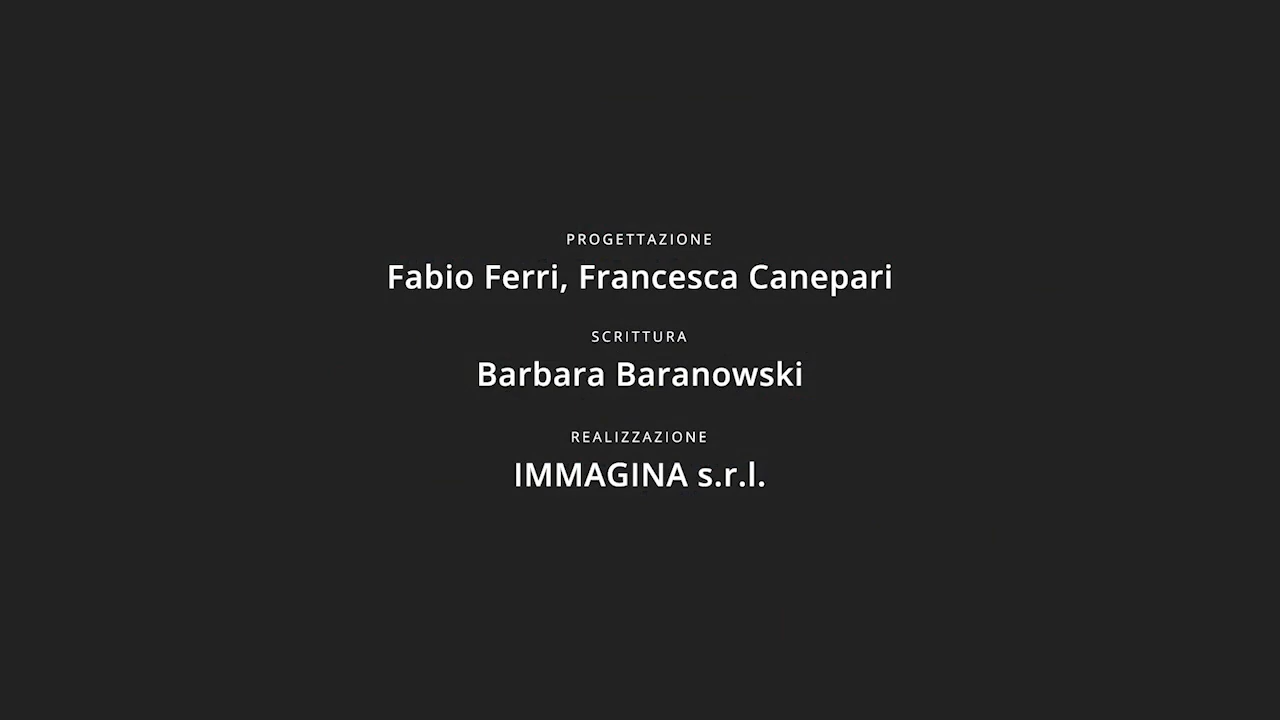 PROGETTAZIONE
Fabio Ferri, Francesca Canepari
SCRITTURA
Barbara Baranowski
REALIZZAZIONE
IMMAGINA s.r.l.